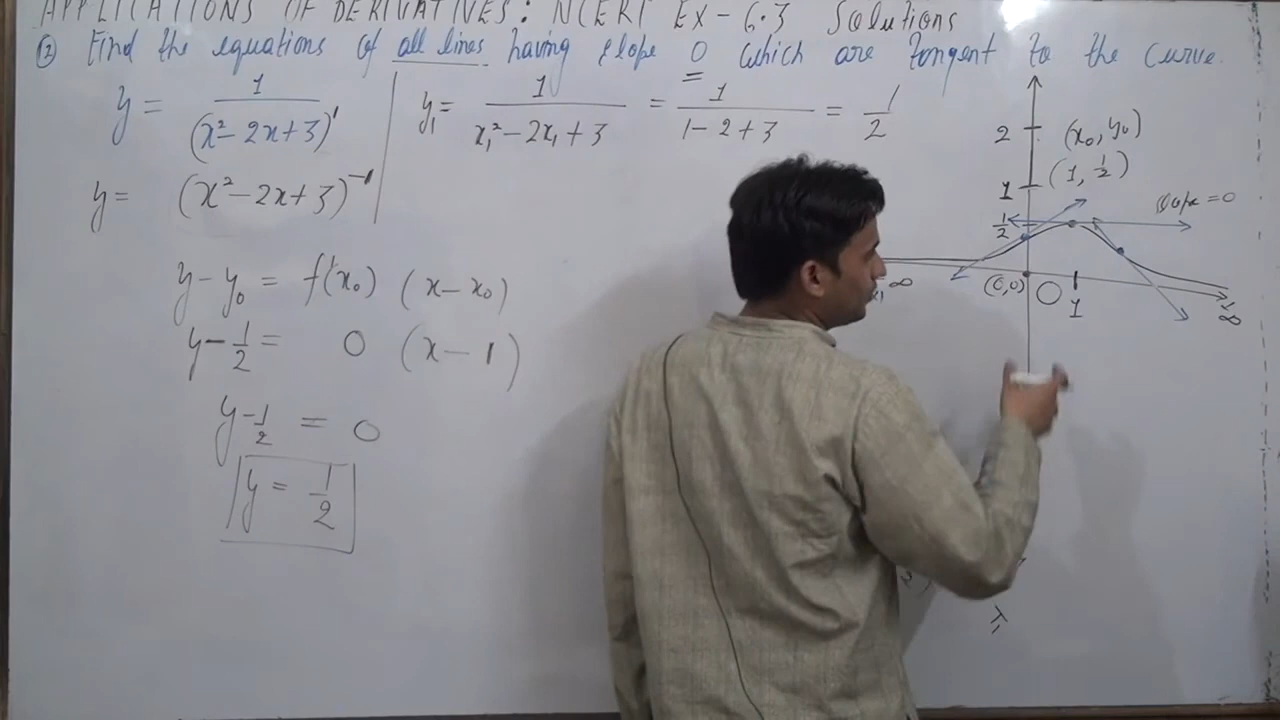 APPLICATIONS OF DERIVATIVES: NCERT EX-6.3 Solutions
(12) Find the equations of all lines having slope 0 which are tangent to the curve.
y = 1/(x²-2x+3)¹
y₁ = 1/(x₁²-2x₁+3) = 1/(1-2+3) = 1/2
y = (x²-2x+3)⁻¹
y-y₀ = f'(x₀) (x-x₀)
y-1/2 = 0 (x-1)
y-1/2 = 0
y = 1/2
2 (x₀, y₀)
1 (1, 1/2)
1/2 Slope=0
∞ (0,0) O 1 ∞